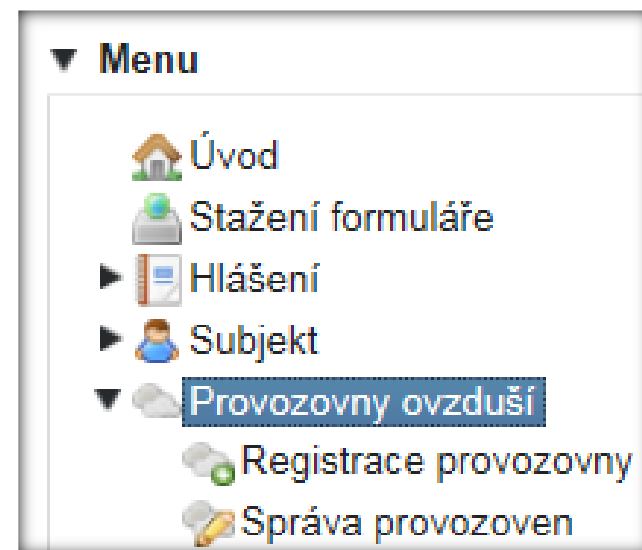 Menu
Úvod
Stažení formuláře
Hlášení
Subjekt
Provozovny ovzduší
Registrace provozovny
Správa provozoven